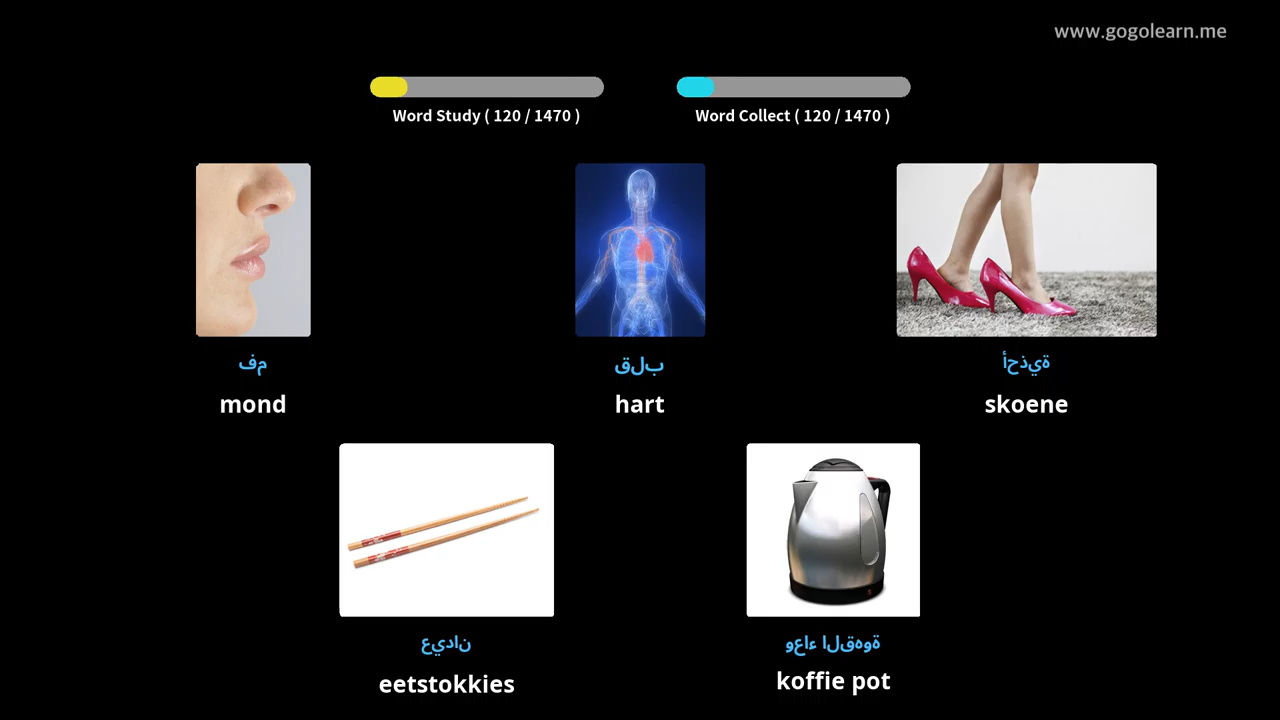 www.gogolearn.me
Word Study ( 120 / 1470 )
Word Collect ( 120 / 1470 )
فم
قلب
أحذية
mond
hart
skoene
عيدان
وعاء القهوة
eetstokkies
koffie pot